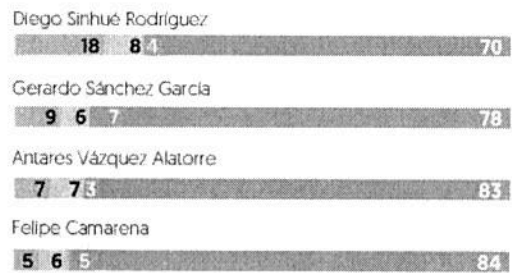 Diego Sinhué Rodríguez
18 8 4 70
Gerardo Sánchez García
9 6 7 78
Antares Vázquez Alatorre
7 7 3 83
Felipe Camarena
5 6 5 84